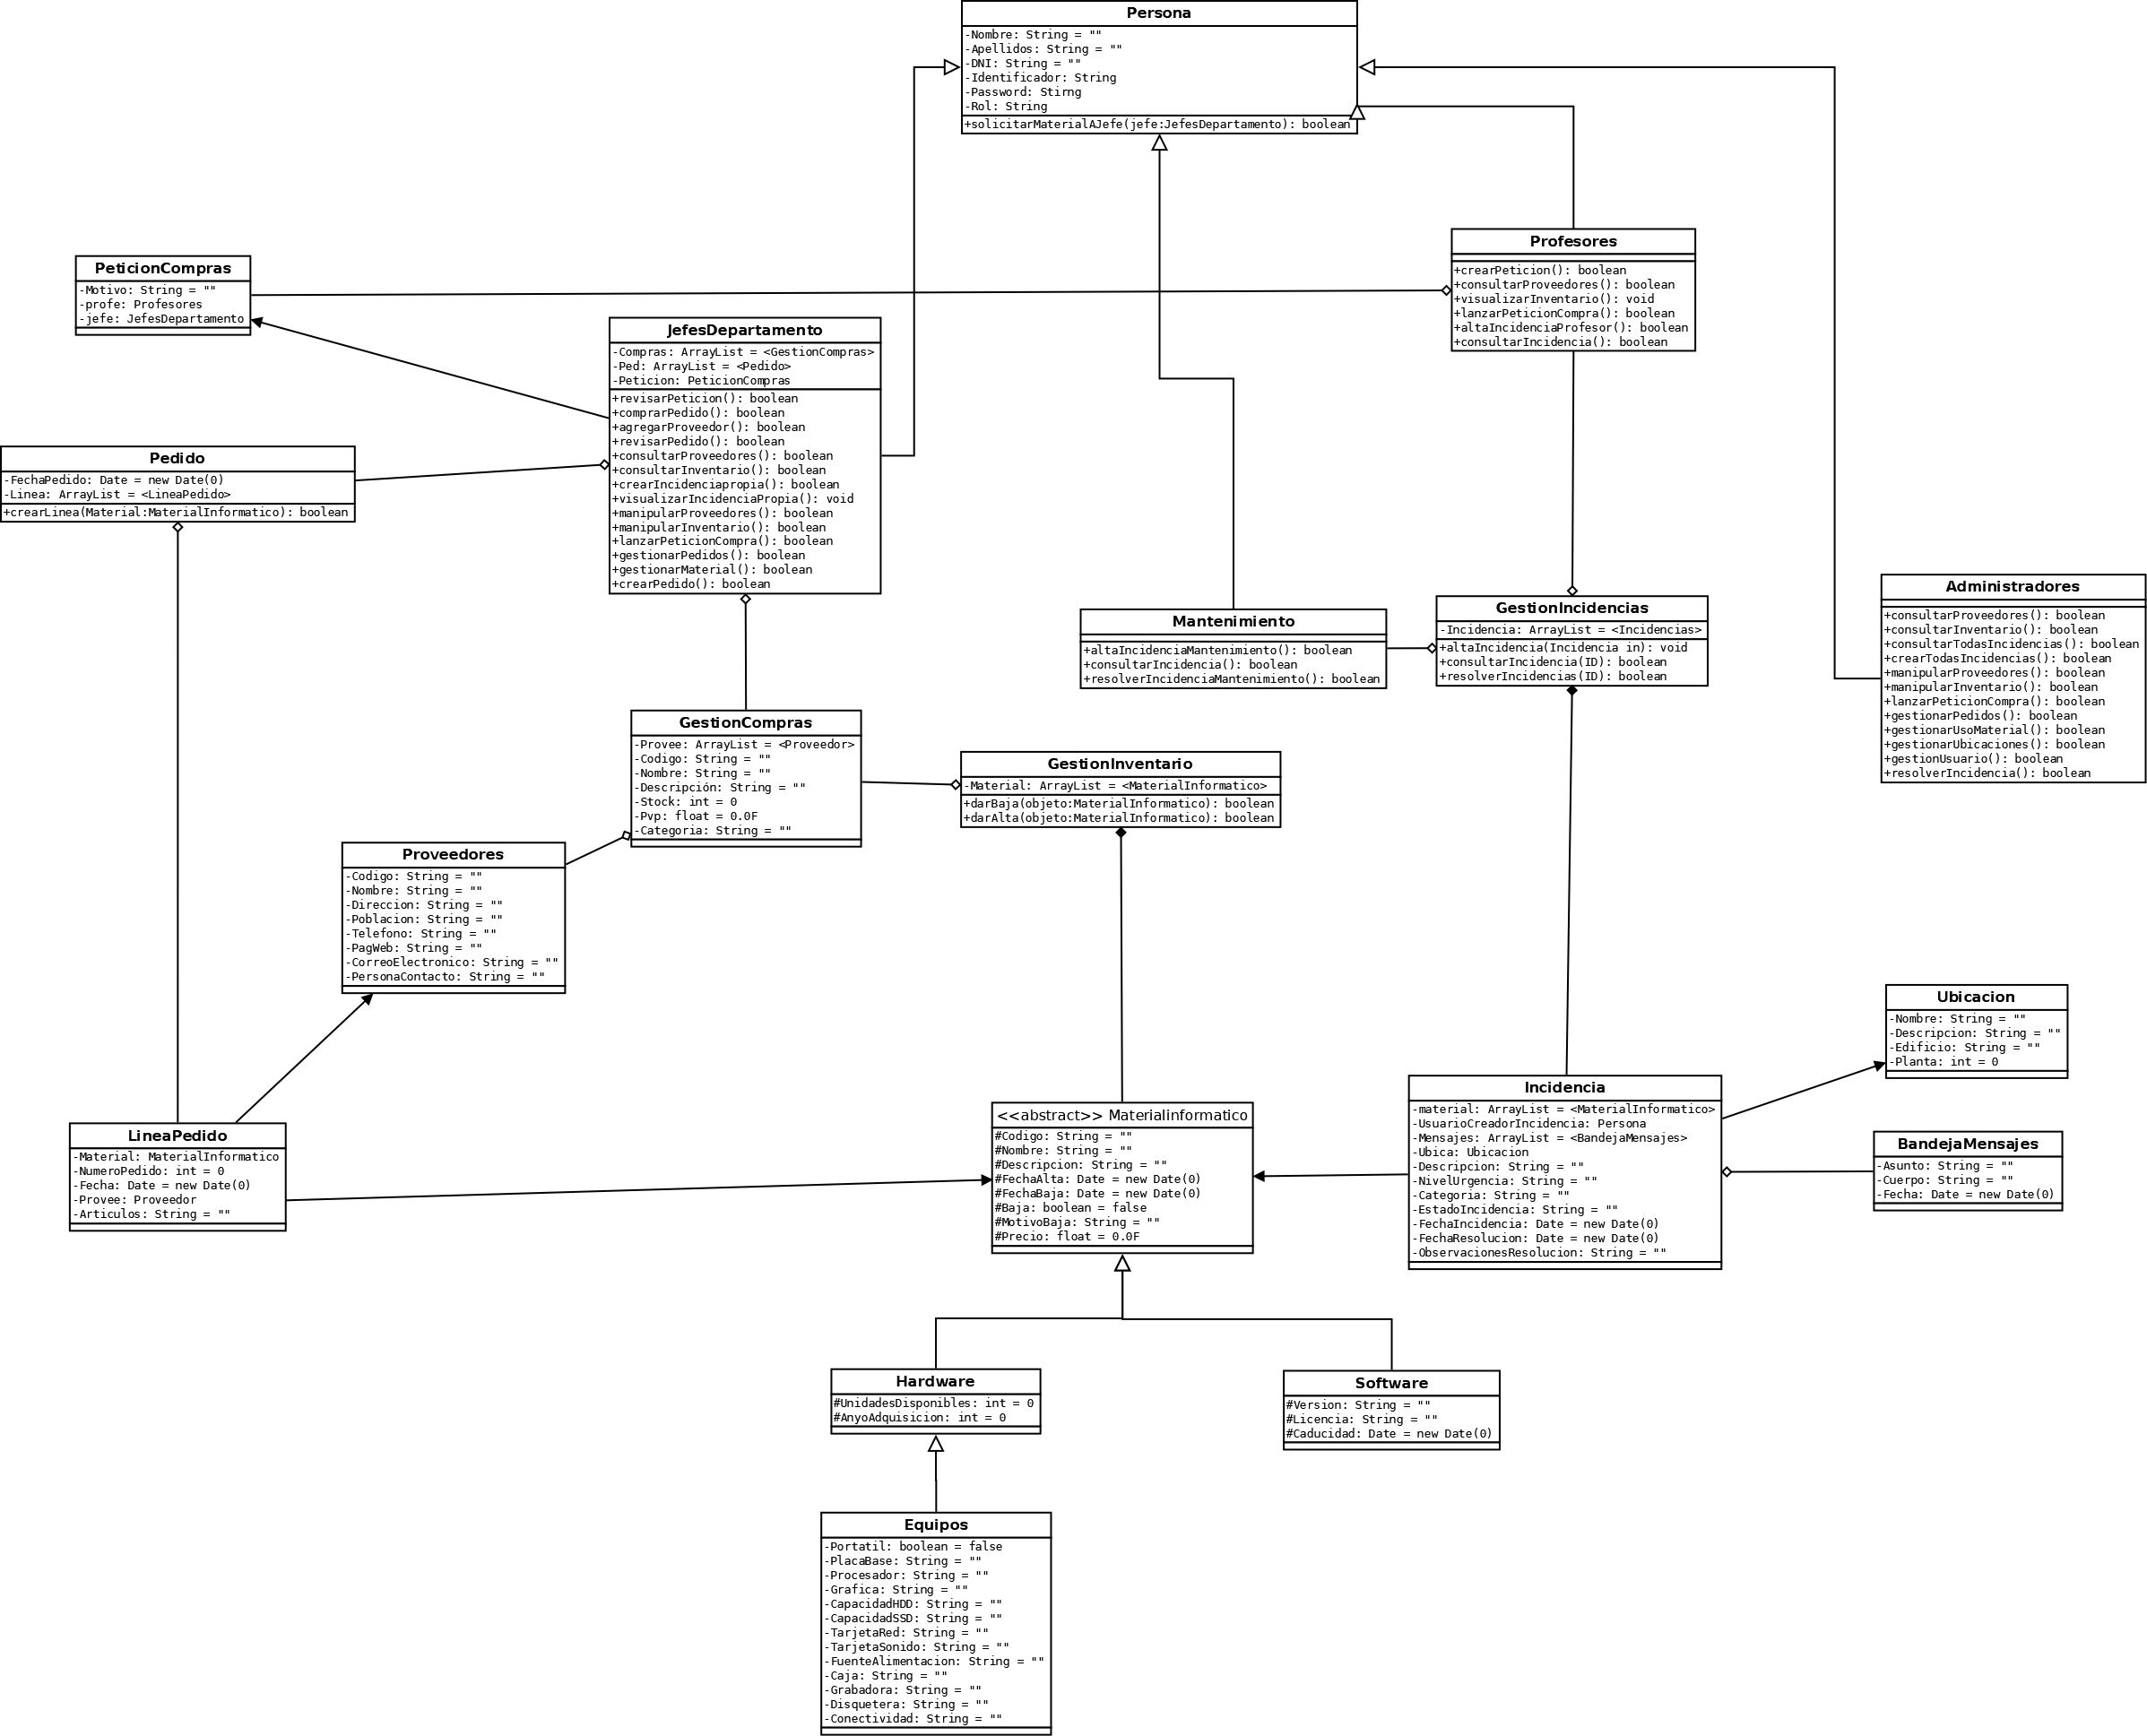 Persona
-Nombre: String = ""
-Apellidos: String = ""
-DNI: String = ""
-Identificador: String
-Password: Stirng
-Rol: String
+solicitarMaterialAJefe(jefe:JefesDepartamento): boolean
Profesores
+crearPeticion(): boolean
+consultarProveedores(): boolean
+visualizarInventario(): void
+lanzarPeticionCompra(): boolean
+altaIncidenciaProfesor(): boolean
+consultarIncidencia(): boolean
PeticionCompras
-Motivo: String = ""
-profe: Profesores
-jefe: JefesDepartamento
JefesDepartamento
-Compras: ArrayList = <GestionCompras>
-Ped: ArrayList = <Pedido>
-Peticion: PeticionCompras
+revisarPeticion(): boolean
+comprarPedido(): boolean
+agregarProveedor(): boolean
+revisarPedido(): boolean
+consultarProveedores(): boolean
+consultarInventario(): boolean
+crearIncidenciapropia(): boolean
+visualizarIncidenciaPropia(): void
+manipularProveedores(): boolean
+manipularInventario(): boolean
+lanzarPeticionCompra(): boolean
+gestionarPedidos(): boolean
+gestionarMaterial(): boolean
+crearPedido(): boolean
Pedido
-FechaPedido: Date = new Date(0)
-Linea: ArrayList = <LineaPedido>
+crearLinea(Material:MaterialInformatico): boolean
Administradores
+consultarProveedores(): boolean
+consultarInventario(): boolean
+consultarTodasIncidencias(): boolean
+crearTodasIncidencias(): boolean
+manipularProveedores(): boolean
+manipularInventario(): boolean
+lanzarPeticionCompra(): boolean
+gestionarPedidos(): boolean
+gestionarUsoMaterial(): boolean
+gestionarUbicaciones(): boolean
+gestionUsuario(): boolean
+resolverIncidencia(): boolean
GestionIncidencias
-Incidencia: ArrayList = <Incidencias>
+altaIncidencia(Incidencia in): void
+consultarIncidencia(ID): boolean
+resolverIncidencias(ID): boolean
Mantenimiento
+altaIncidenciaMantenimiento(): boolean
+consultarIncidencia(): boolean
+resolverIncidenciaMantenimiento(): boolean
GestionCompras
-Provee: ArrayList = <Proveedor>
-Codigo: String = ""
-Nombre: String = ""
-Descripción: String = ""
-Stock: int = 0
-Pvp: float = 0.0F
-Categoria: String = ""
GestionInventario
-Material: ArrayList = <MaterialInformatico>
+darBaja(objeto:MaterialInformatico): boolean
+darAlta(objeto:MaterialInformatico): boolean
Proveedores
-Codigo: String = ""
-Nombre: String = ""
-Direccion: String = ""
-Poblacion: String = ""
-Telefono: String = ""
-PagWeb: String = ""
-CorreoElectronico: String = ""
-PersonaContacto: String = ""
Ubicacion
-Nombre: String = ""
-Descripcion: String = ""
-Edificio: String = ""
-Planta: int = 0
Incidencia
-material: ArrayList = <MaterialInformatico>
-UsuarioCreadorIncidencia: Persona
-Mensajes: ArrayList = <BandejaMensajes>
-Ubica: Ubicacion
-Descripcion: String = ""
-NivelUrgencia: String = ""
-Categoria: String = ""
-EstadoIncidencia: String = ""
-FechaIncidencia: Date = new Date(0)
-FechaResolucion: Date = new Date(0)
-ObservacionesResolucion: String = ""
<<abstract>> Materialinformatico
#Codigo: String = ""
#Nombre: String = ""
#Descripcion: String = ""
#FechaAlta: Date = new Date(0)
#FechaBaja: Date = new Date(0)
#Baja: boolean = false
#MotivoBaja: String = ""
#Precio: float = 0.0F
LineaPedido
-Material: MaterialInformatico
-NumeroPedido: int = 0
-Fecha: Date = new Date(0)
-Provee: Proveedor
-Articulos: String = ""
BandejaMensajes
-Asunto: String = ""
-Cuerpo: String = ""
-Fecha: Date = new Date(0)
Hardware
#UnidadesDisponibles: int = 0
#AnyoAdquisicion: int = 0
Software
#Version: String = ""
#Licencia: String = ""
#Caducidad: Date = new Date(0)
Equipos
-Portatil: boolean = false
-PlacaBase: String = ""
-Procesador: String = ""
-Grafica: String = ""
-CapacidadHDD: String = ""
-CapacidadSSD: String = ""
-TarjetaRed: String = ""
-TarjetaSonido: String = ""
-FuenteAlimentacion: String = ""
-Caja: String = ""
-Grabadora: String = ""
-Disquetera: String = ""
-Conectividad: String = ""